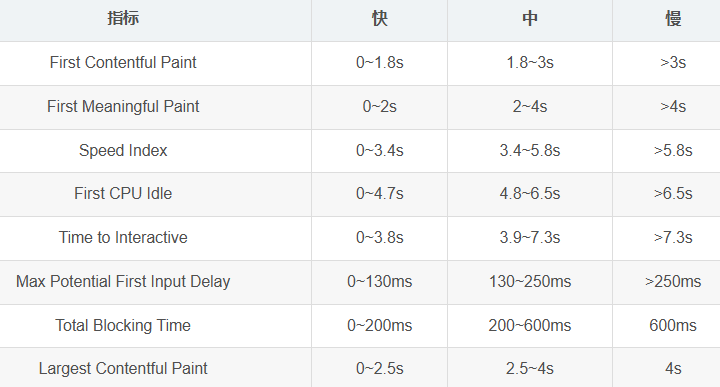 指标 快 中 慢
First Contentful Paint 0~1.8s 1.8~3s >3s
First Meaningful Paint 0~2s 2~4s >4s
Speed Index 0~3.4s 3.4~5.8s >5.8s
First CPU Idle 0~4.7s 4.8~6.5s >6.5s
Time to Interactive 0~3.8s 3.9~7.3s >7.3s
Max Potential First Input Delay 0~130ms 130~250ms >250ms
Total Blocking Time 0~200ms 200~600ms 600ms
Largest Contentful Paint 0~2.5s 2.5~4s 4s